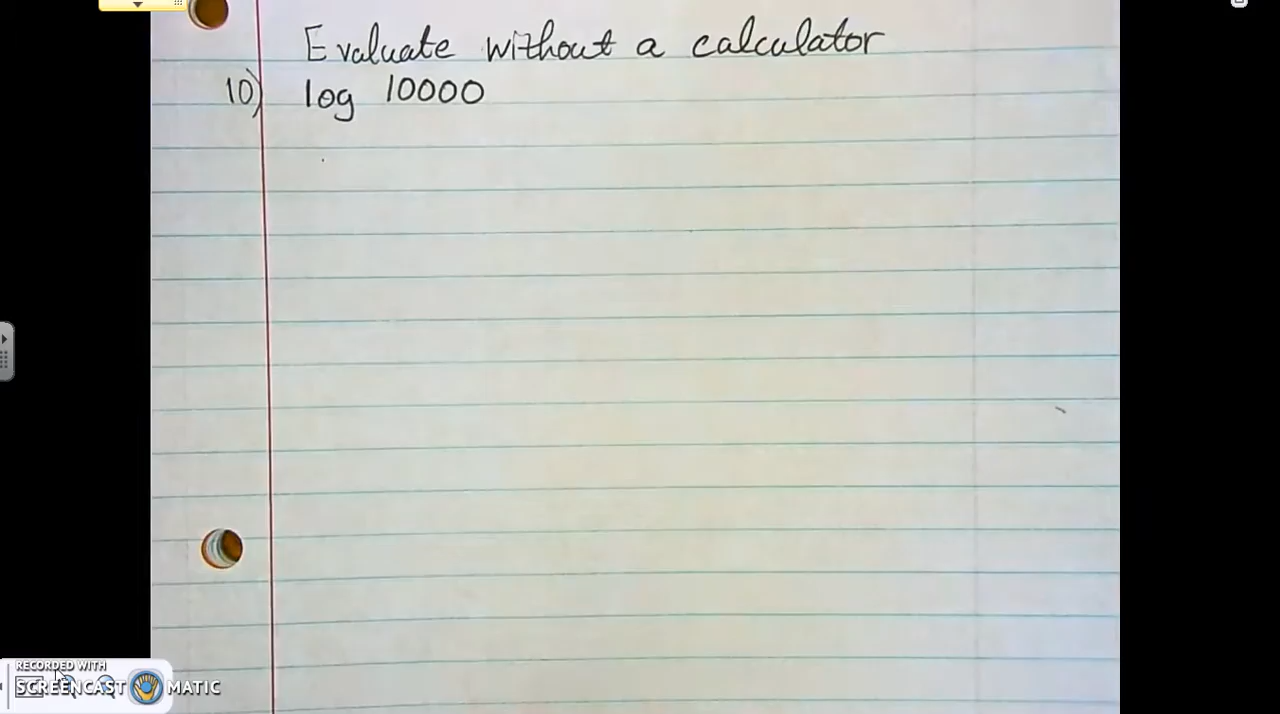 Evaluate without a calculator
10) log 10000
RECORDED WITH
SCREENCAST MATIC